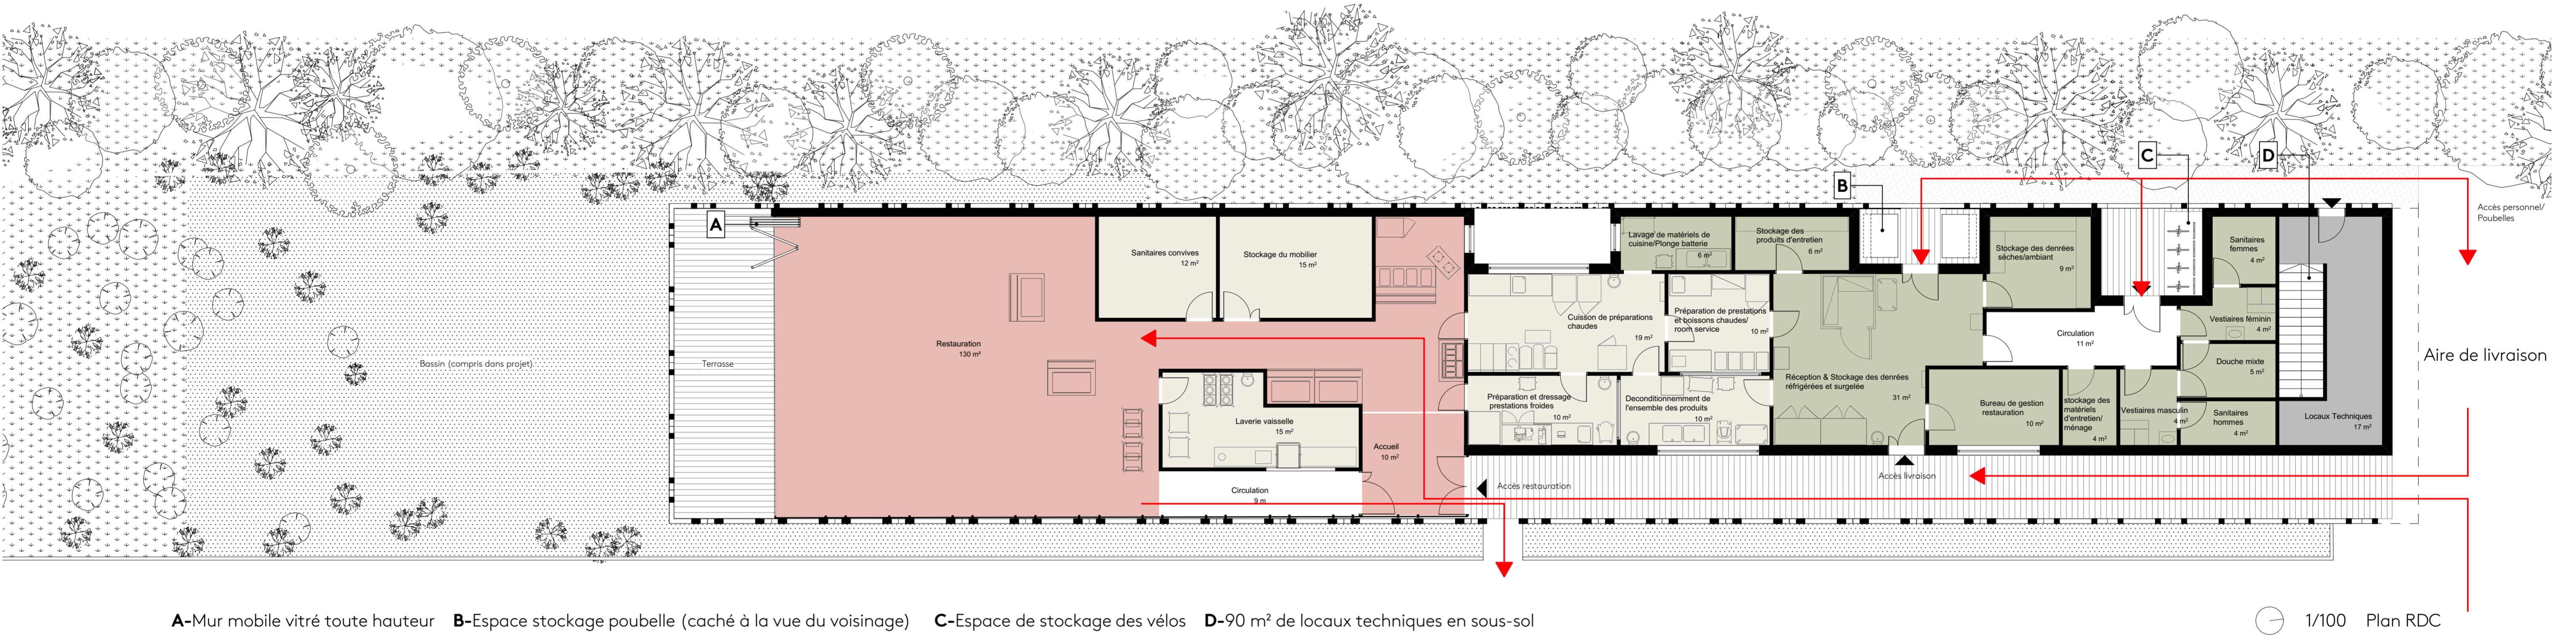 A
B
C
D
Accès personnel/
Poubelles
Sanitaires convives
12 m²
Stockage du mobilier
15 m²
Lavage de matériels de
cuisine/Plonge batterie
6 m²
Stockage des
produits d'entretien
6 m²
Stockage des denrées
sêches/ambiant
9 m²
Sanitaires
femmes
4 m²
Cuisson de préparations
chaudes
19 m²
Préparation de prestations
et boissons chaudes/
room service
10 m²
Vestiaires féminin
4 m²
Circulation
11 m²
Restauration
130 m²
Bassin (compris dans projet)
Terrasse
Douche mixte
5 m²
Aire de livraison
Réception & Stockage des denrées
réfrigérées et surgelée
31 m²
Préparation et dressage
prestations froides
10 m²
Deconditionnemment de
l'ensemble des produits
10 m²
Bureau de gestion
restauration
10 m²
stockage des
matériels
d'entretien/
ménage
4 m²
Vestiaires masculin
4 m²
Sanitaires
hommes
4 m²
Locaux Techniques
17 m²
Laverie vaisselle
15 m²
Accueil
10 m²
Circulation
9 m
Accès restauration
Accès livraison
A-Mur mobile vitré toute hauteur B-Espace stockage poubelle (caché à la vue du voisinage) C-Espace de stockage des vélos D-90 m² de locaux techniques en sous-sol
1/100 Plan RDC